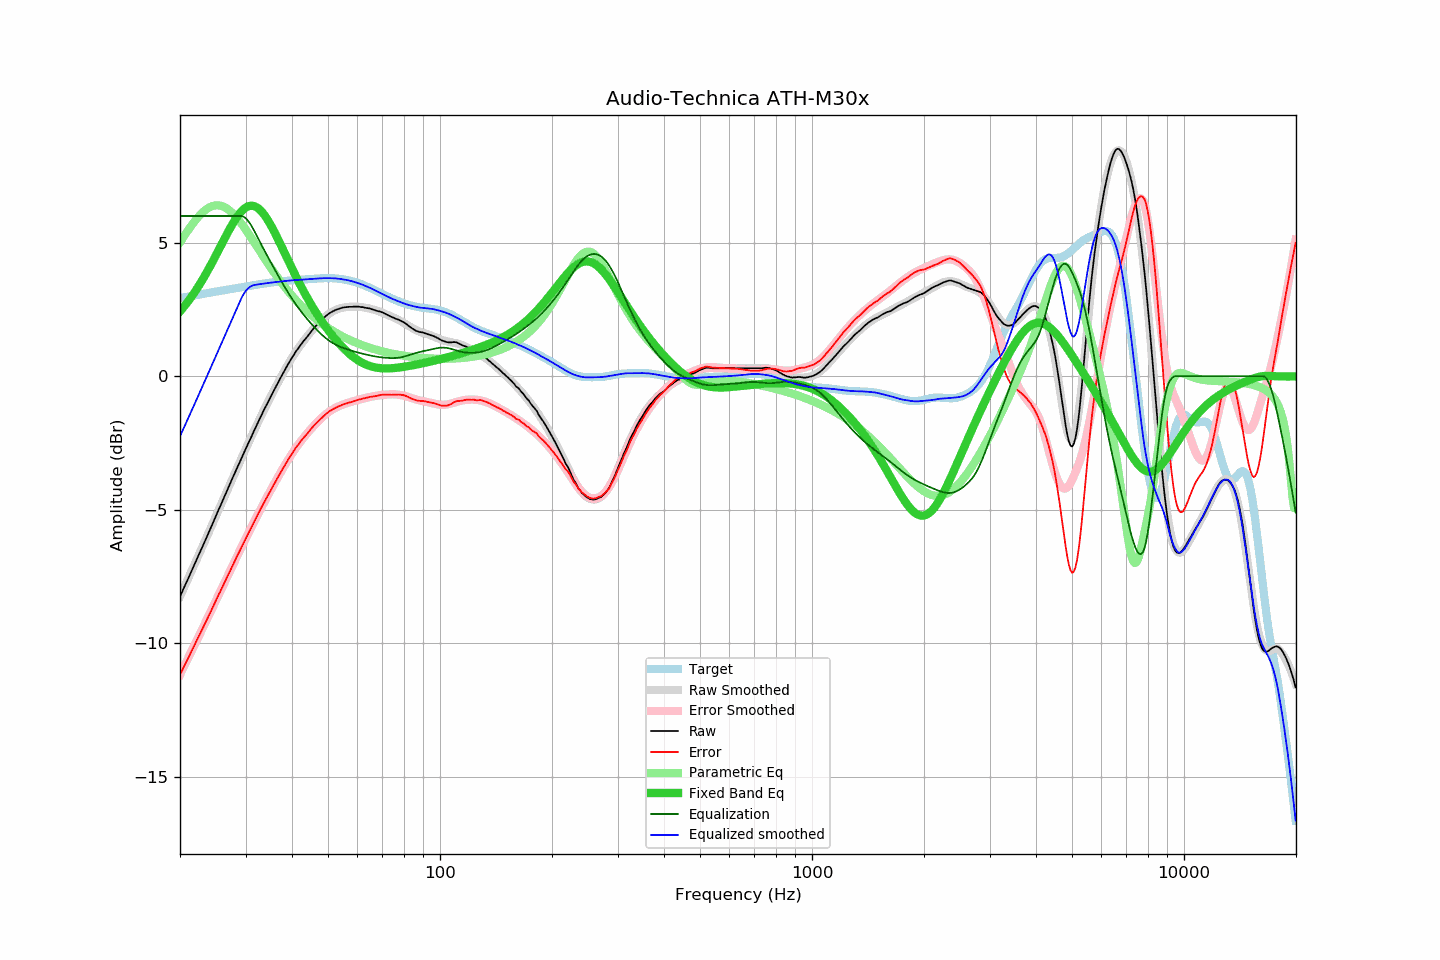 Audio-Technica ATH-M30x
Amplitude (dBr)
5
0
−5
−10
−15
Target
Raw Smoothed
Error Smoothed
Raw
Error
Parametric Eq
Fixed Band Eq
Equalization
Equalized smoothed
100
1000
10000
Frequency (Hz)